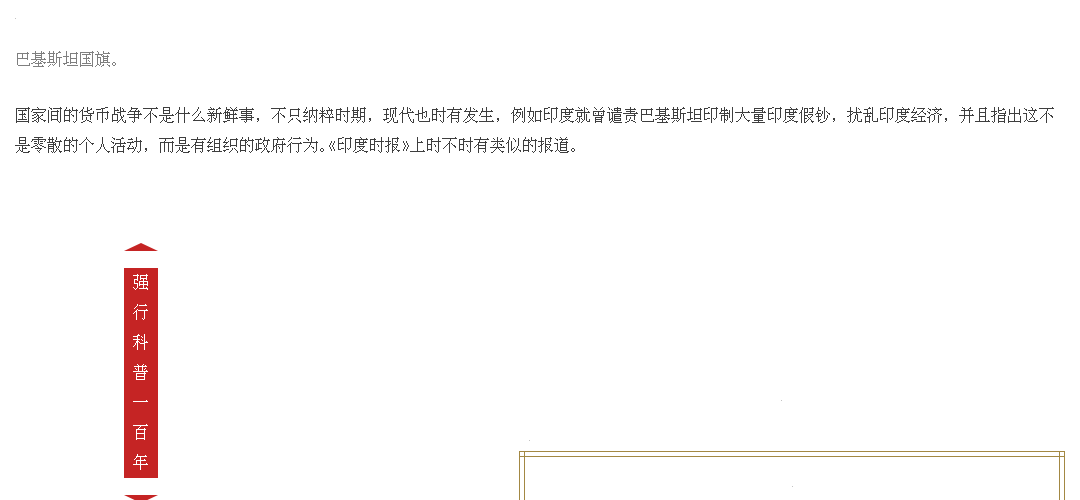 巴基斯坦国旗。
国家间的货币战争不是什么新鲜事，不只纳粹时期，现代也时有发生，例如印度就曾谴责巴基斯坦印制大量印度假钞，扰乱印度经济，并且指出这不
是零散的个人活动，而是有组织的政府行为。《印度时报》上时不时有类似的报道。
强行科普一百年